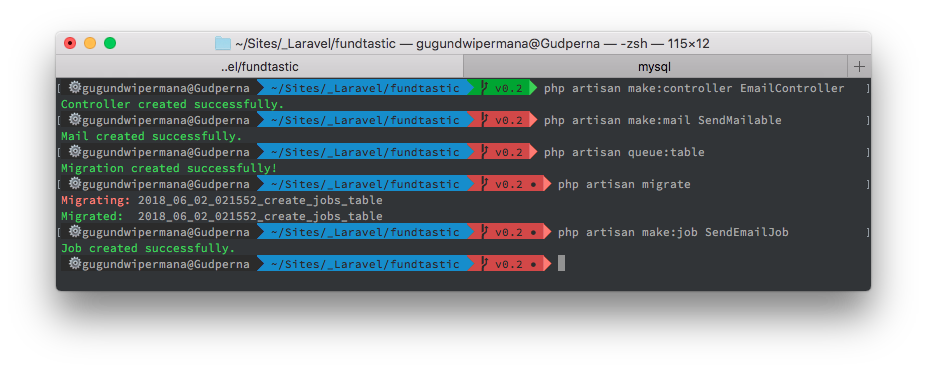 ~/Sites/_Laravel/fundtastic — gugundwipermana@Gudperna — -zsh — 115×12
..el/fundtastic mysql +
[ gugundwipermana@Gudperna ~/Sites/_Laravel/fundtastic v0.2 php artisan make:controller EmailController ]
Controller created successfully.
[ gugundwipermana@Gudperna ~/Sites/_Laravel/fundtastic v0.2 php artisan make:mail SendMailable ]
Mail created successfully.
[ gugundwipermana@Gudperna ~/Sites/_Laravel/fundtastic v0.2 php artisan queue:table ]
Migration created successfully!
[ gugundwipermana@Gudperna ~/Sites/_Laravel/fundtastic v0.2 • php artisan migrate ]
Migrating: 2018_06_02_021552_create_jobs_table
Migrated:  2018_06_02_021552_create_jobs_table
[ gugundwipermana@Gudperna ~/Sites/_Laravel/fundtastic v0.2 • php artisan make:job SendEmailJob ]
Job created successfully.
gugundwipermana@Gudperna ~/Sites/_Laravel/fundtastic v0.2 •